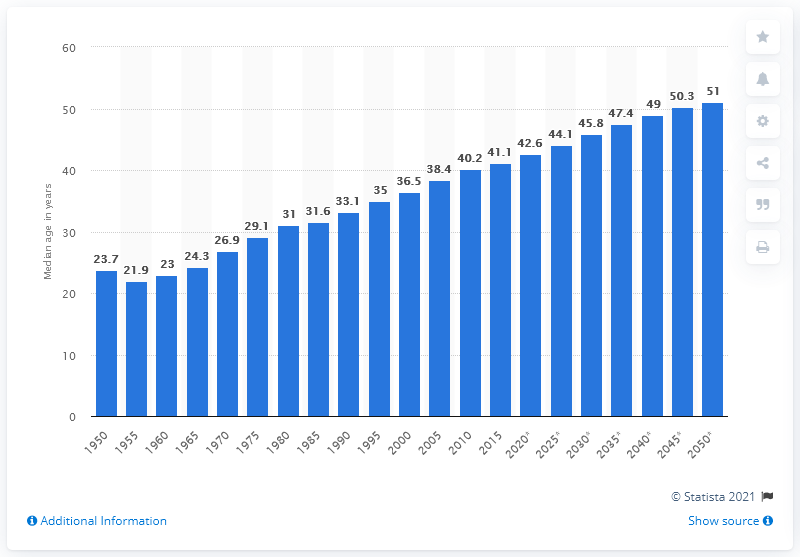 60
50
40
30
20
10
0
Median age in years
23.7 21.9 23 24.3 26.9 29.1 31 31.6 33.1 35 36.5 38.4 40.2 41.1 42.6 44.1 45.8 47.4 49 50.3 51
1950 1955 1960 1965 1970 1975 1980 1985 1990 1995 2000 2005 2010 2015 2020* 2025* 2030* 2035* 2040* 2045* 2050*
© Statista 2021
Additional Information
Show source